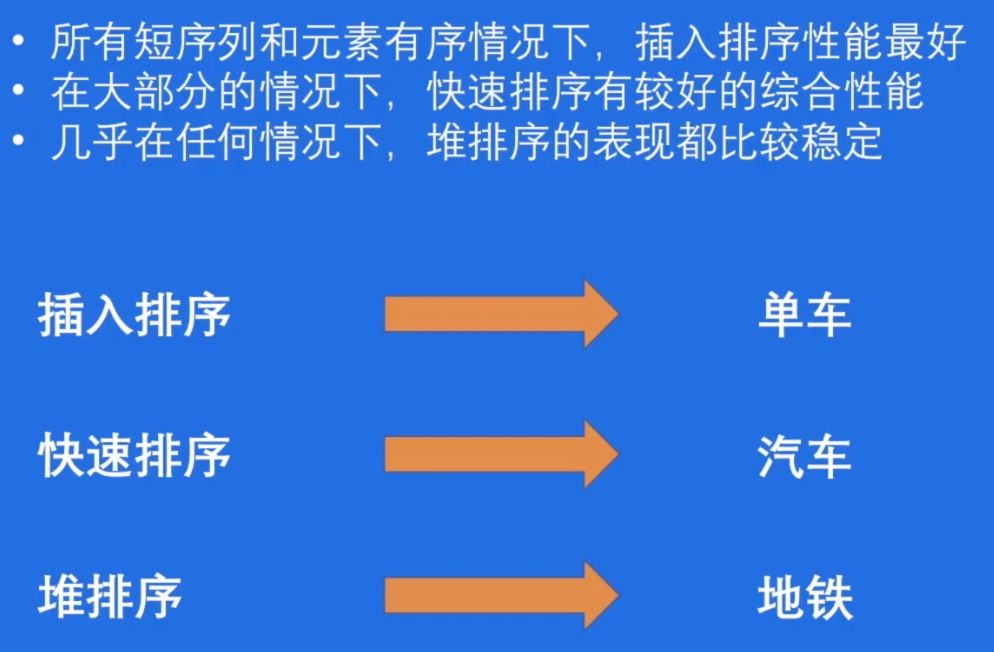 • 所有短序列和元素有序情况下，插入排序性能最好
• 在大部分的情况下，快速排序有较好的综合性能
• 几乎在任何情况下，堆排序的表现都比较稳定
插入排序 单车
快速排序 汽车
堆排序 地铁